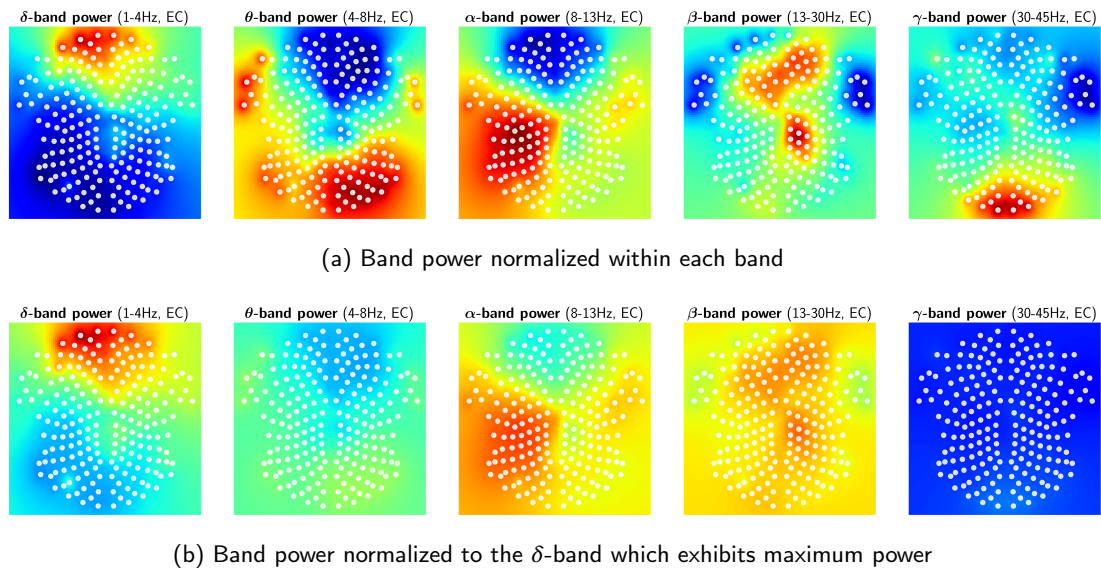 δ-band power (1-4Hz, EC) θ-band power (4-8Hz, EC) α-band power (8-13Hz, EC) β-band power (13-30Hz, EC) γ-band power (30-45Hz, EC)
(a) Band power normalized within each band
δ-band power (1-4Hz, EC) θ-band power (4-8Hz, EC) α-band power (8-13Hz, EC) β-band power (13-30Hz, EC) γ-band power (30-45Hz, EC)
(b) Band power normalized to the δ-band which exhibits maximum power